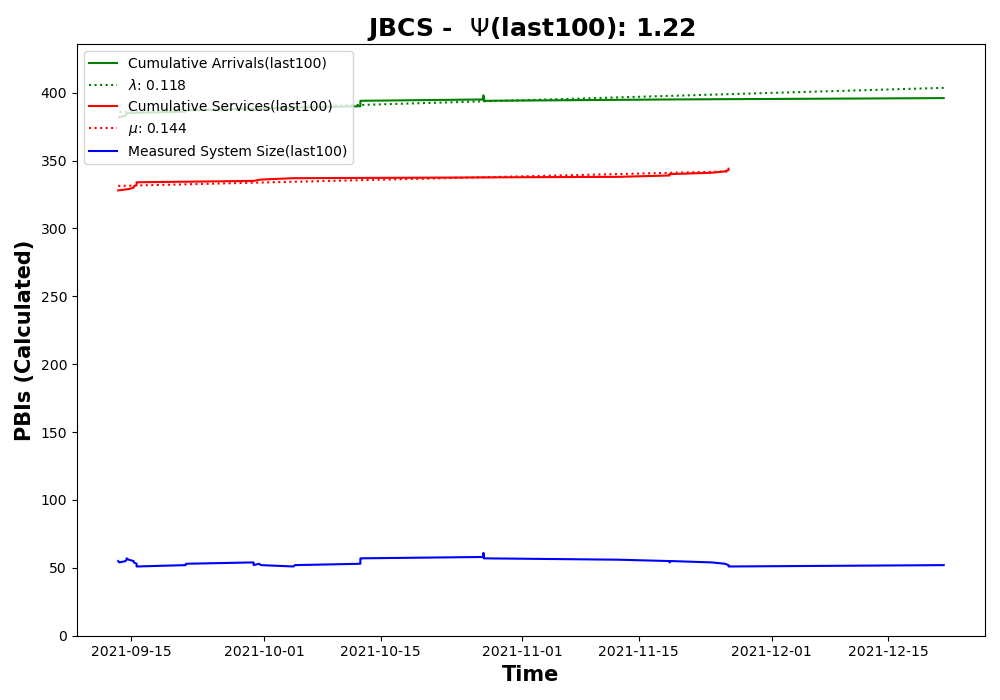 JBCS - Ψ(last100): 1.22
Cumulative Arrivals(last100)
λ: 0.118
Cumulative Services(last100)
μ: 0.144
Measured System Size(last100)
PBIs (Calculated)
400
350
300
250
200
150
100
50
0
2021-09-15 2021-10-01 2021-10-15 2021-11-01 2021-11-15 2021-12-01 2021-12-15
Time